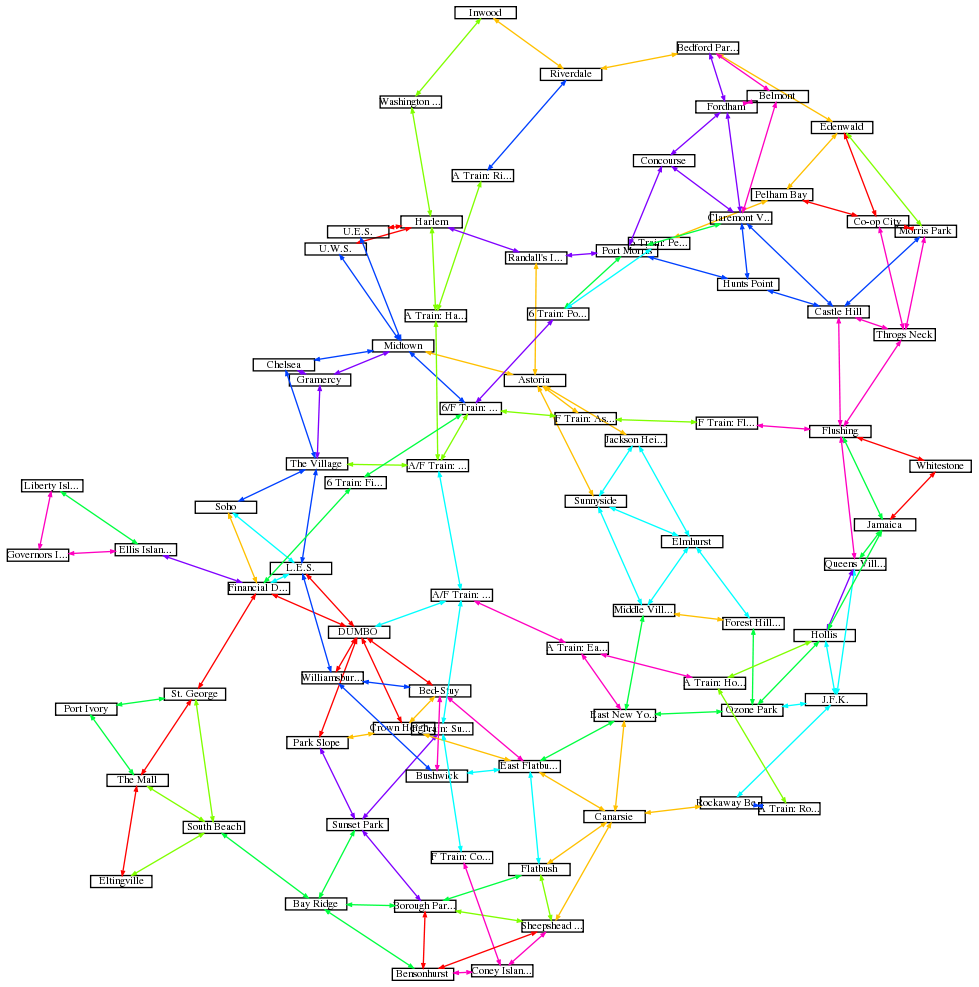 Inwood
Bedford Par...
Riverdale
Belmont
Washington ...
Fordham
Edenwald
Concourse
A Train: Ri...
Pelham Bay
Harlem
Claremont V...
Co-op City
U.E.S.
Morris Park
U.W.S.
A Train: Pe...
Port Morris
Randall's I...
Hunts Point
Castle Hill
A Train: Ha...
6 Train: Po...
Throgs Neck
Midtown
Chelsea
Gramercy
Astoria
6/F Train: ...
F Train: As...
F Train: Fl...
Flushing
Jackson Hei...
The Village
A/F Train: ...
Whitestone
6 Train: Fi...
Liberty Isl...
Soho
Sunnyside
Jamaica
Elmhurst
Governors I...
Ellis Islan...
Queens Vill...
L.E.S.
Financial D...
A/F Train: ...
Middle Vill...
Forest Hill...
DUMBO
Hollis
A Train: Ea...
Williamsbur...
A Train: Ho...
St. George
Bed-Stuy
J.F.K.
Port Ivory
East New Yo...
Ozone Park
Crown Heigh...
F Train: Su...
Park Slope
East Flatbu...
Bushwick
The Mall
Rockaway Be...
A Train: Ro...
Canarsie
Sunset Park
South Beach
F Train: Co...
Flatbush
Eltingville
Bay Ridge
Borough Par...
Sheepshead ...
Bensonhurst
Coney Islan...